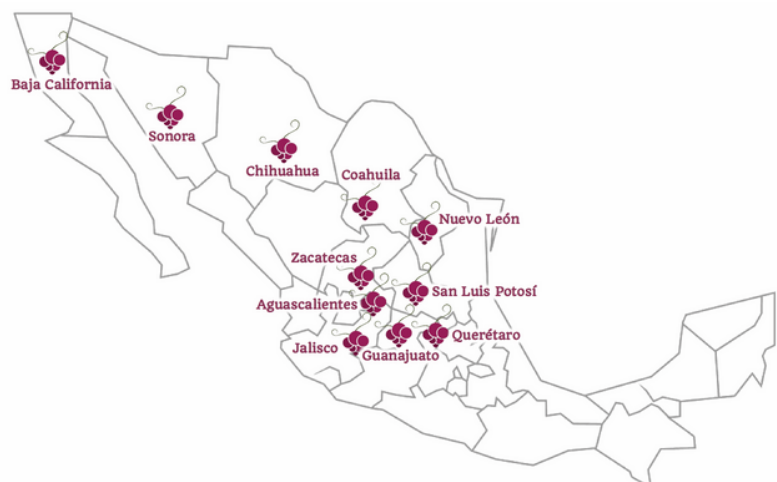 Baja California
Sonora
Chihuahua
Coahuila
Nuevo León
Zacatecas
San Luis Potosí
Aguascalientes
Querétaro
Jalisco
Guanajuato